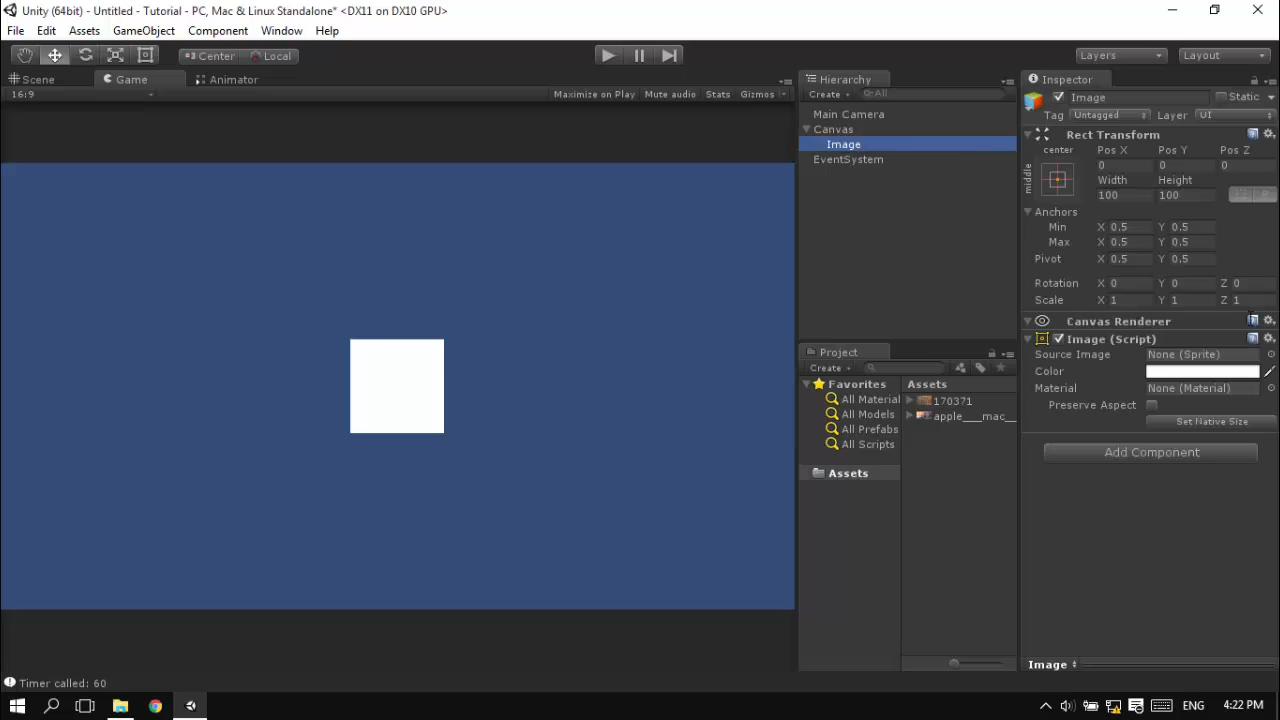 Unity (64bit) - Untitled - Tutorial - PC, Mac & Linux Standalone* <DX11 on DX10 GPU>
File Edit Assets GameObject Component Window Help
Center Local Layers Layout
Scene Game Animator
16:9 Maximize on Play Mute audio Stats Gizmos
Hierarchy
Create All
Main Camera
Canvas
Image
EventSystem
Project
Create
Favorites
All Material
All Models
All Prefabs
All Scripts
Assets
Assets
170371
apple___mac__
Inspector
Image Static
Tag Untagged Layer UI
Rect Transform
center Pos X Pos Y Pos Z
middle 0 0 0
Width Height
100 100
Anchors
Min X 0.5 Y 0.5
Max X 0.5 Y 0.5
Pivot X 0.5 Y 0.5
Rotation X 0 Y 0 Z 0
Scale X 1 Y 1 Z 1
Canvas Renderer
Image (Script)
Source Image None (Sprite)
Color
Material None (Material)
Preserve Aspect
Set Native Size
Add Component
Image
Timer called: 60
ENG 4:22 PM